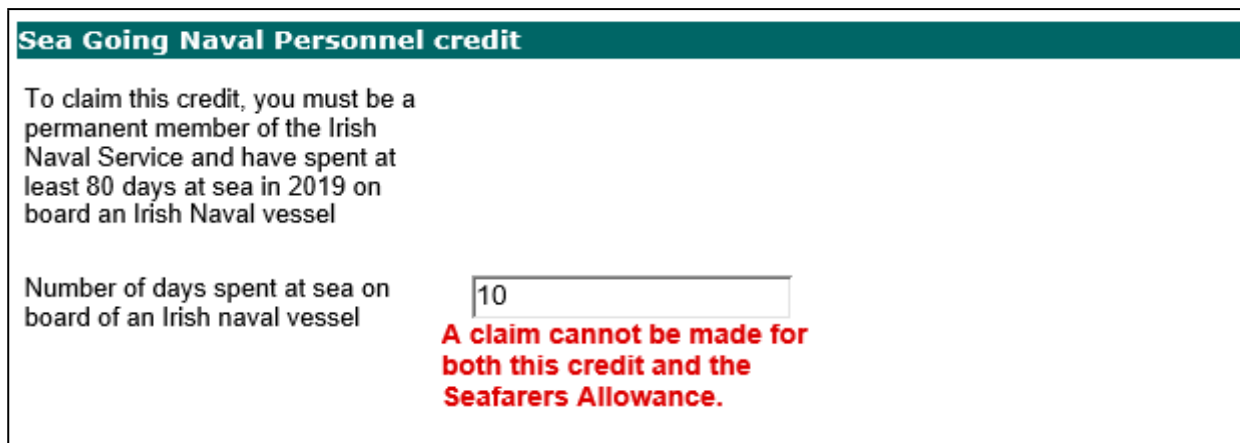 Sea Going Naval Personnel credit
To claim this credit, you must be a
permanent member of the Irish
Naval Service and have spent at
least 80 days at sea in 2019 on
board an Irish Naval vessel
Number of days spent at sea on
board of an Irish naval vessel
10
A claim cannot be made for
both this credit and the
Seafarers Allowance.